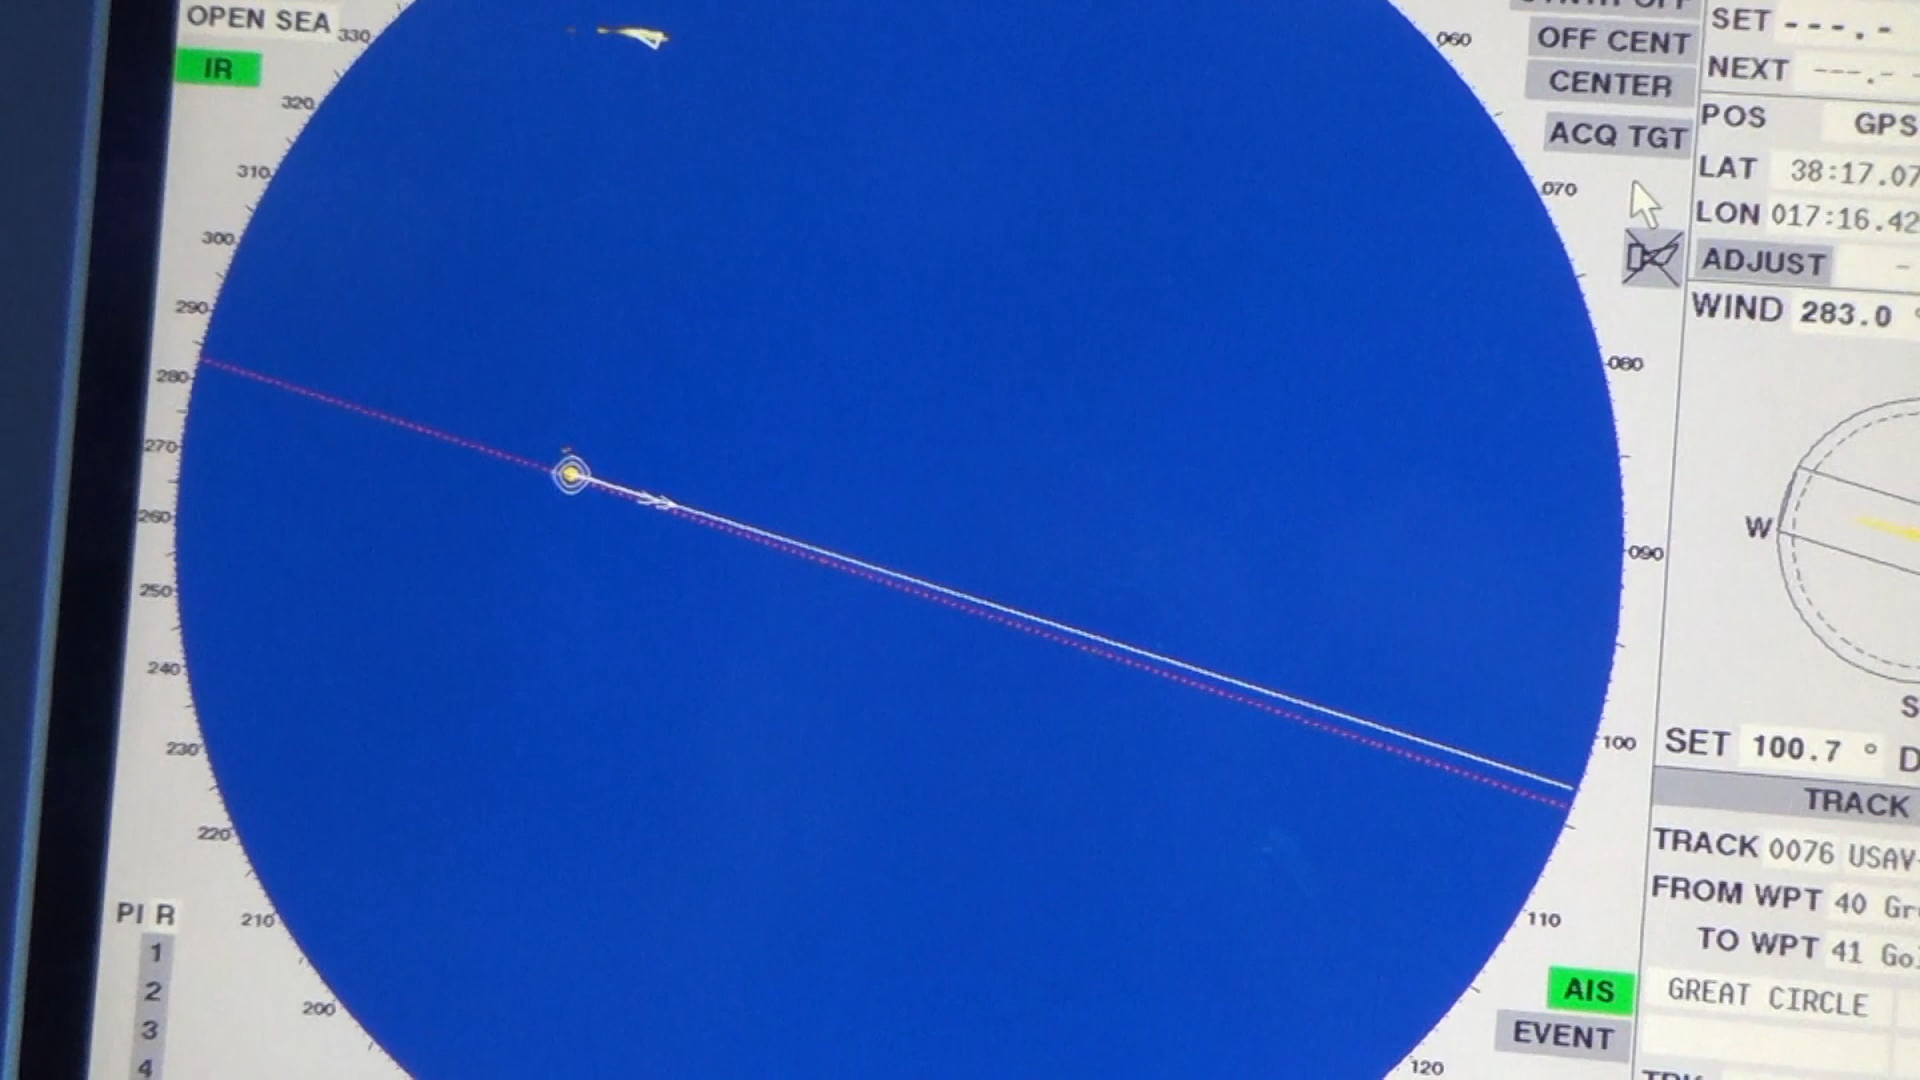 OPEN SEA
IR
330
320
310
300
290
280
270
260
250
240
230
220
210
200
PI R
1
2
3
4
060
070
080
090
100
110
120
OFF CENT
CENTER
ACQ TGT
AIS
EVENT
SET ---.-
NEXT ---.-
POS GPS
LAT 38:17.07
LON 017:16.42
ADJUST -
WIND 283.0 °
W
S
SET 100.7 ° D
TRACK
TRACK 0076 USAV-
FROM WPT 40 Gr
TO WPT 41 Go
GREAT CIRCLE